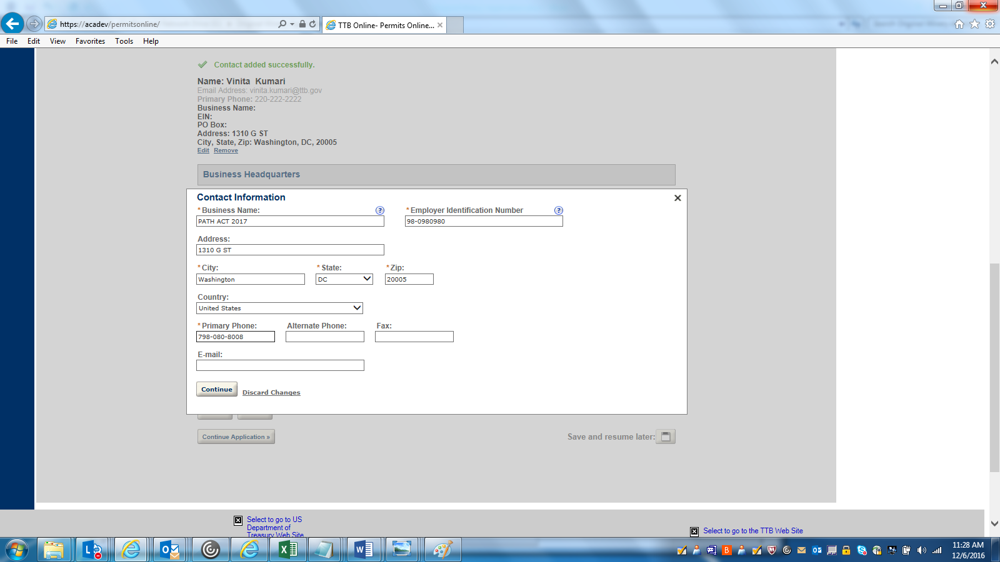 https://acadev/permitsonline/
TTB Online- Permits Online...
File Edit View Favorites Tools Help
Contact added successfully.
Name: Vinita Kumari
Email Address: vinita.kumari@ttb.gov
Primary Phone: 220-222-2222
Business Name:
EIN:
PO Box:
Address: 1310 G ST
City, State, Zip: Washington, DC, 20005
Edit Remove
Business Headquarters
Contact Information
*Business Name: *Employer Identification Number
PATH ACT 2017 98-0980980
Address:
1310 G ST
*City: *State: *Zip:
Washington DC 20005
Country:
United States
*Primary Phone: Alternate Phone: Fax:
798-080-8008
E-mail:
Continue Discard Changes
Continue Application » Save and resume later:
Select to go to US
Department of
Treasury Web Site
Select to go to the TTB Web Site
11:28 AM
12/6/2016